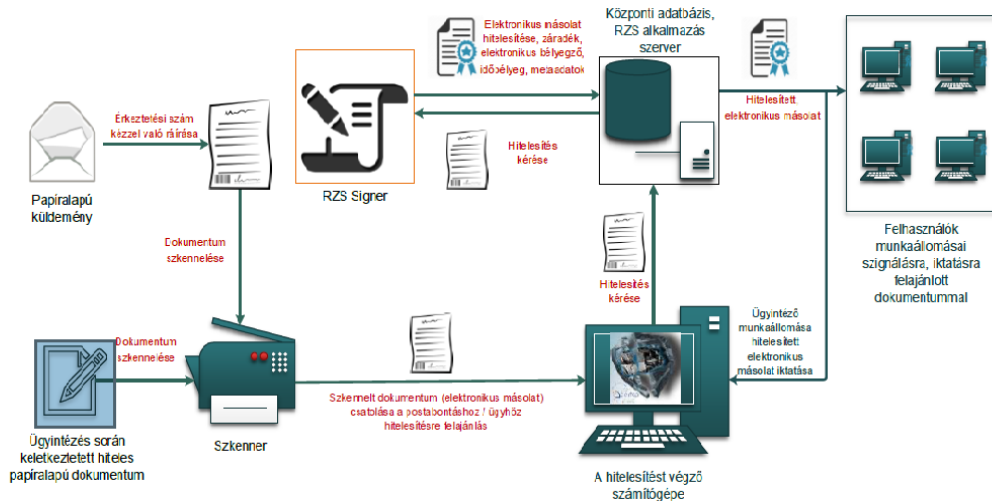 Elektronikus másolat
hitelesítése, záradék,
elektronikus bélyegző,
időbélyeg, metaadatok
Központi adatbázis,
RZS alkalmazás
szerver
Érkeztetési szám
kézzel való ráírása
Hitelesített
elektronikus másolat
Hitelesítés
kérése
Papíralapú
küldemény
RZS Signer
Dokumentum
szkennelése
Hitelesítés
kérése
Felhasználók
munkaállomásai
szignálásra, iktatásra
felajánlott
dokumentummal
Dokumentum
szkennelése
Ügyintéző
munkaállomása
hitelesített
elektronikus
másolat iktatása
Szkennelt dokumentum (elektronikus másolat)
csatolása a postabontáshoz / ügyhöz
hitelesítésre felajánlás
Ügyintézés során
keletkeztetett hiteles
papíralapú dokumentum
Szkenner
A hitelesítést végző
számítógépe